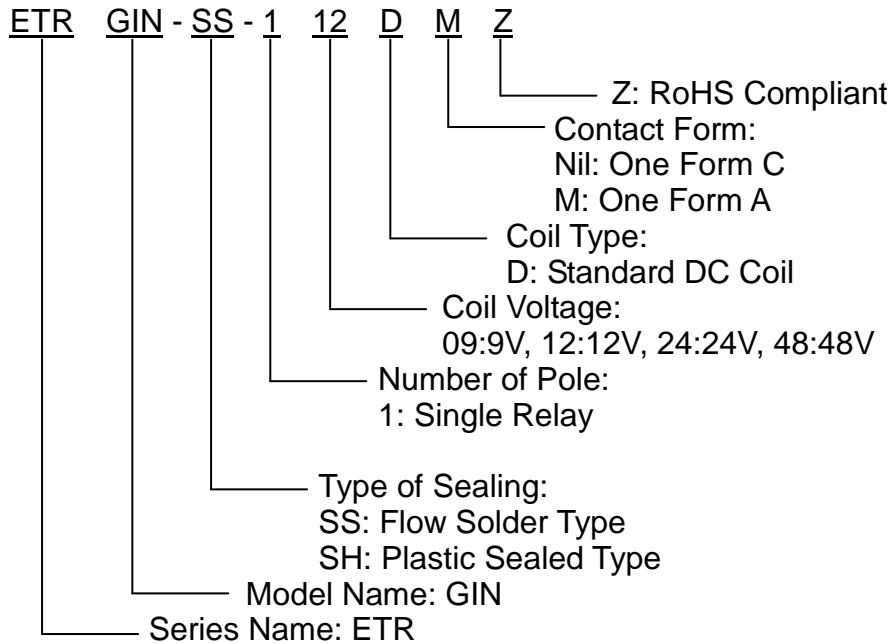 ETR GIN - SS - 1 12 D M Z
Z: RoHS Compliant
Contact Form:
Nil: One Form C
M: One Form A
Coil Type:
D: Standard DC Coil
Coil Voltage:
09:9V, 12:12V, 24:24V, 48:48V
Number of Pole:
1: Single Relay
Type of Sealing:
SS: Flow Solder Type
SH: Plastic Sealed Type
Model Name: GIN
Series Name: ETR